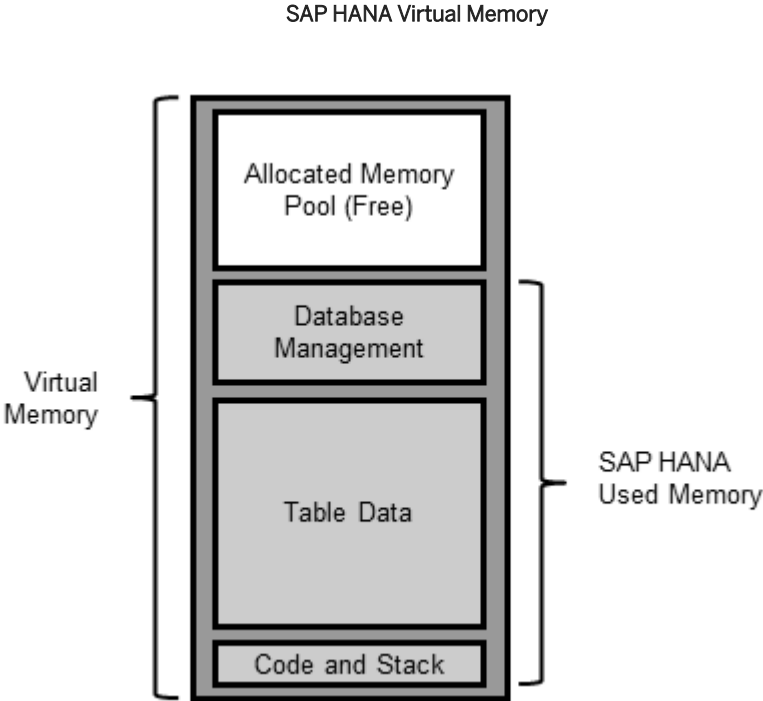 SAP HANA Virtual Memory
Allocated Memory
Pool (Free)
Database
Management
Virtual
Memory
SAP HANA
Used Memory
Table Data
Code and Stack